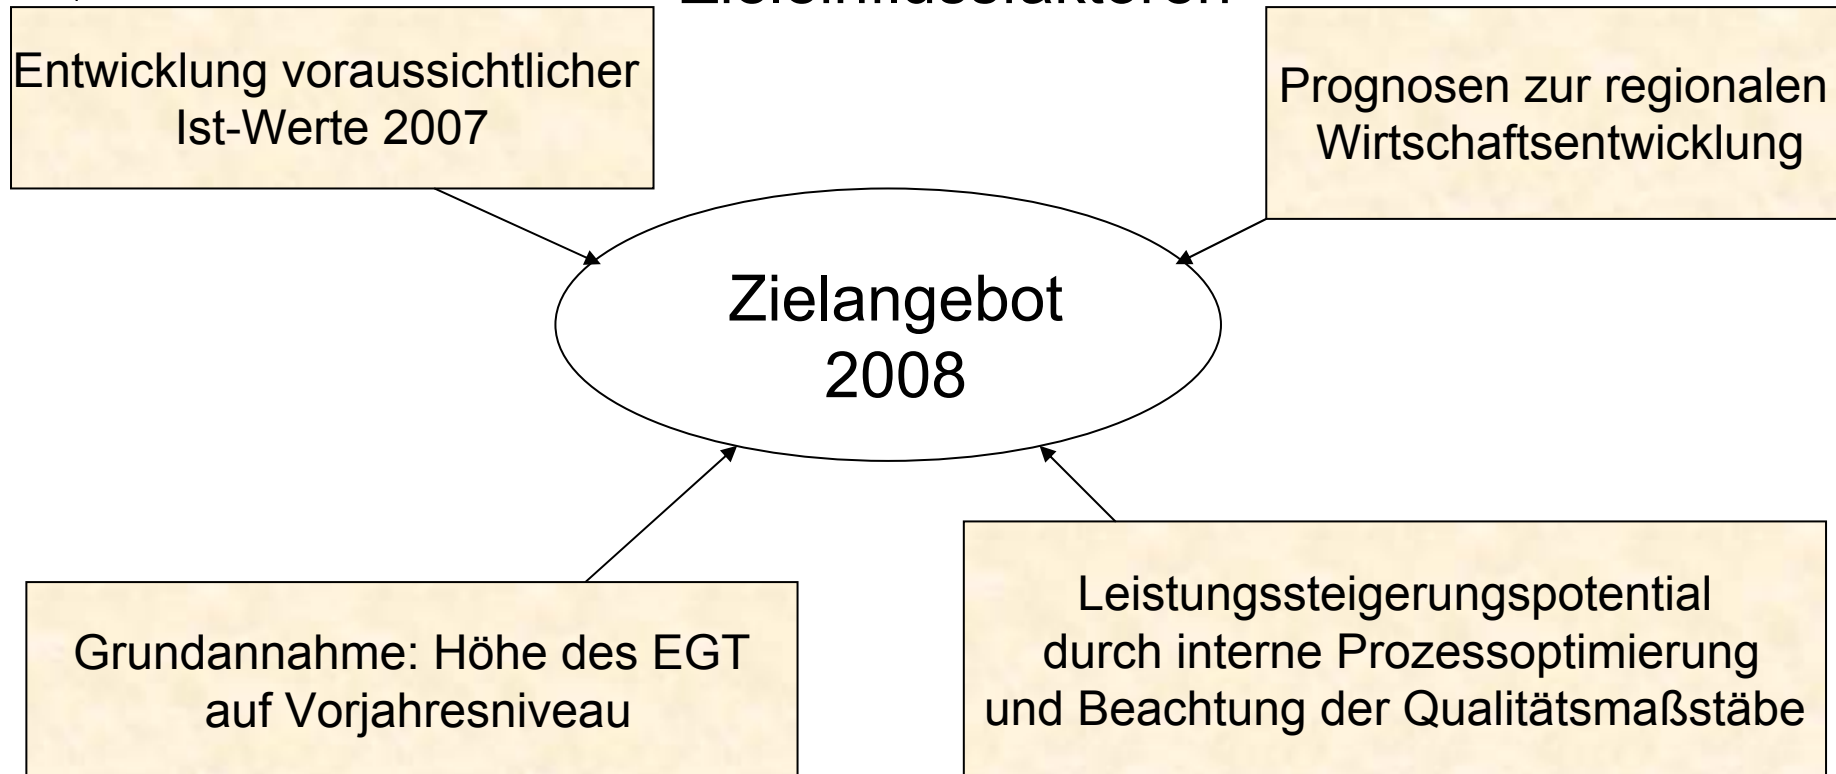 Zieleinflussfaktoren
Entwicklung voraussichtlicher
Ist-Werte 2007
Prognosen zur regionalen
Wirtschaftsentwicklung
Zielangebot
2008
Grundannahme: Höhe des EGT
auf Vorjahresniveau
Leistungssteigerungspotential
durch interne Prozessoptimierung
und Beachtung der Qualitätsmaßstäbe